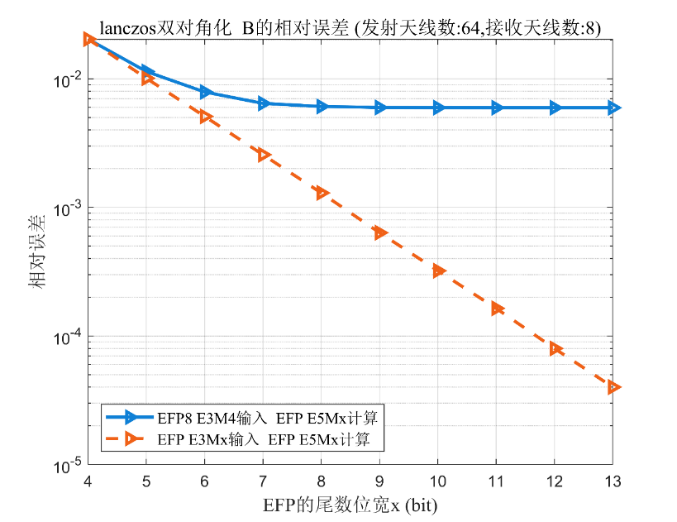 lanczos双对角化 B的相对误差 (发射天线数:64,接收天线数:8)
10-2
10-3
10-4
10-5
相对误差
EFP8 E3M4输入 EFP E5Mx计算
EFP E3Mx输入 EFP E5Mx计算
4 5 6 7 8 9 10 11 12 13
EFP的尾数位宽x (bit)